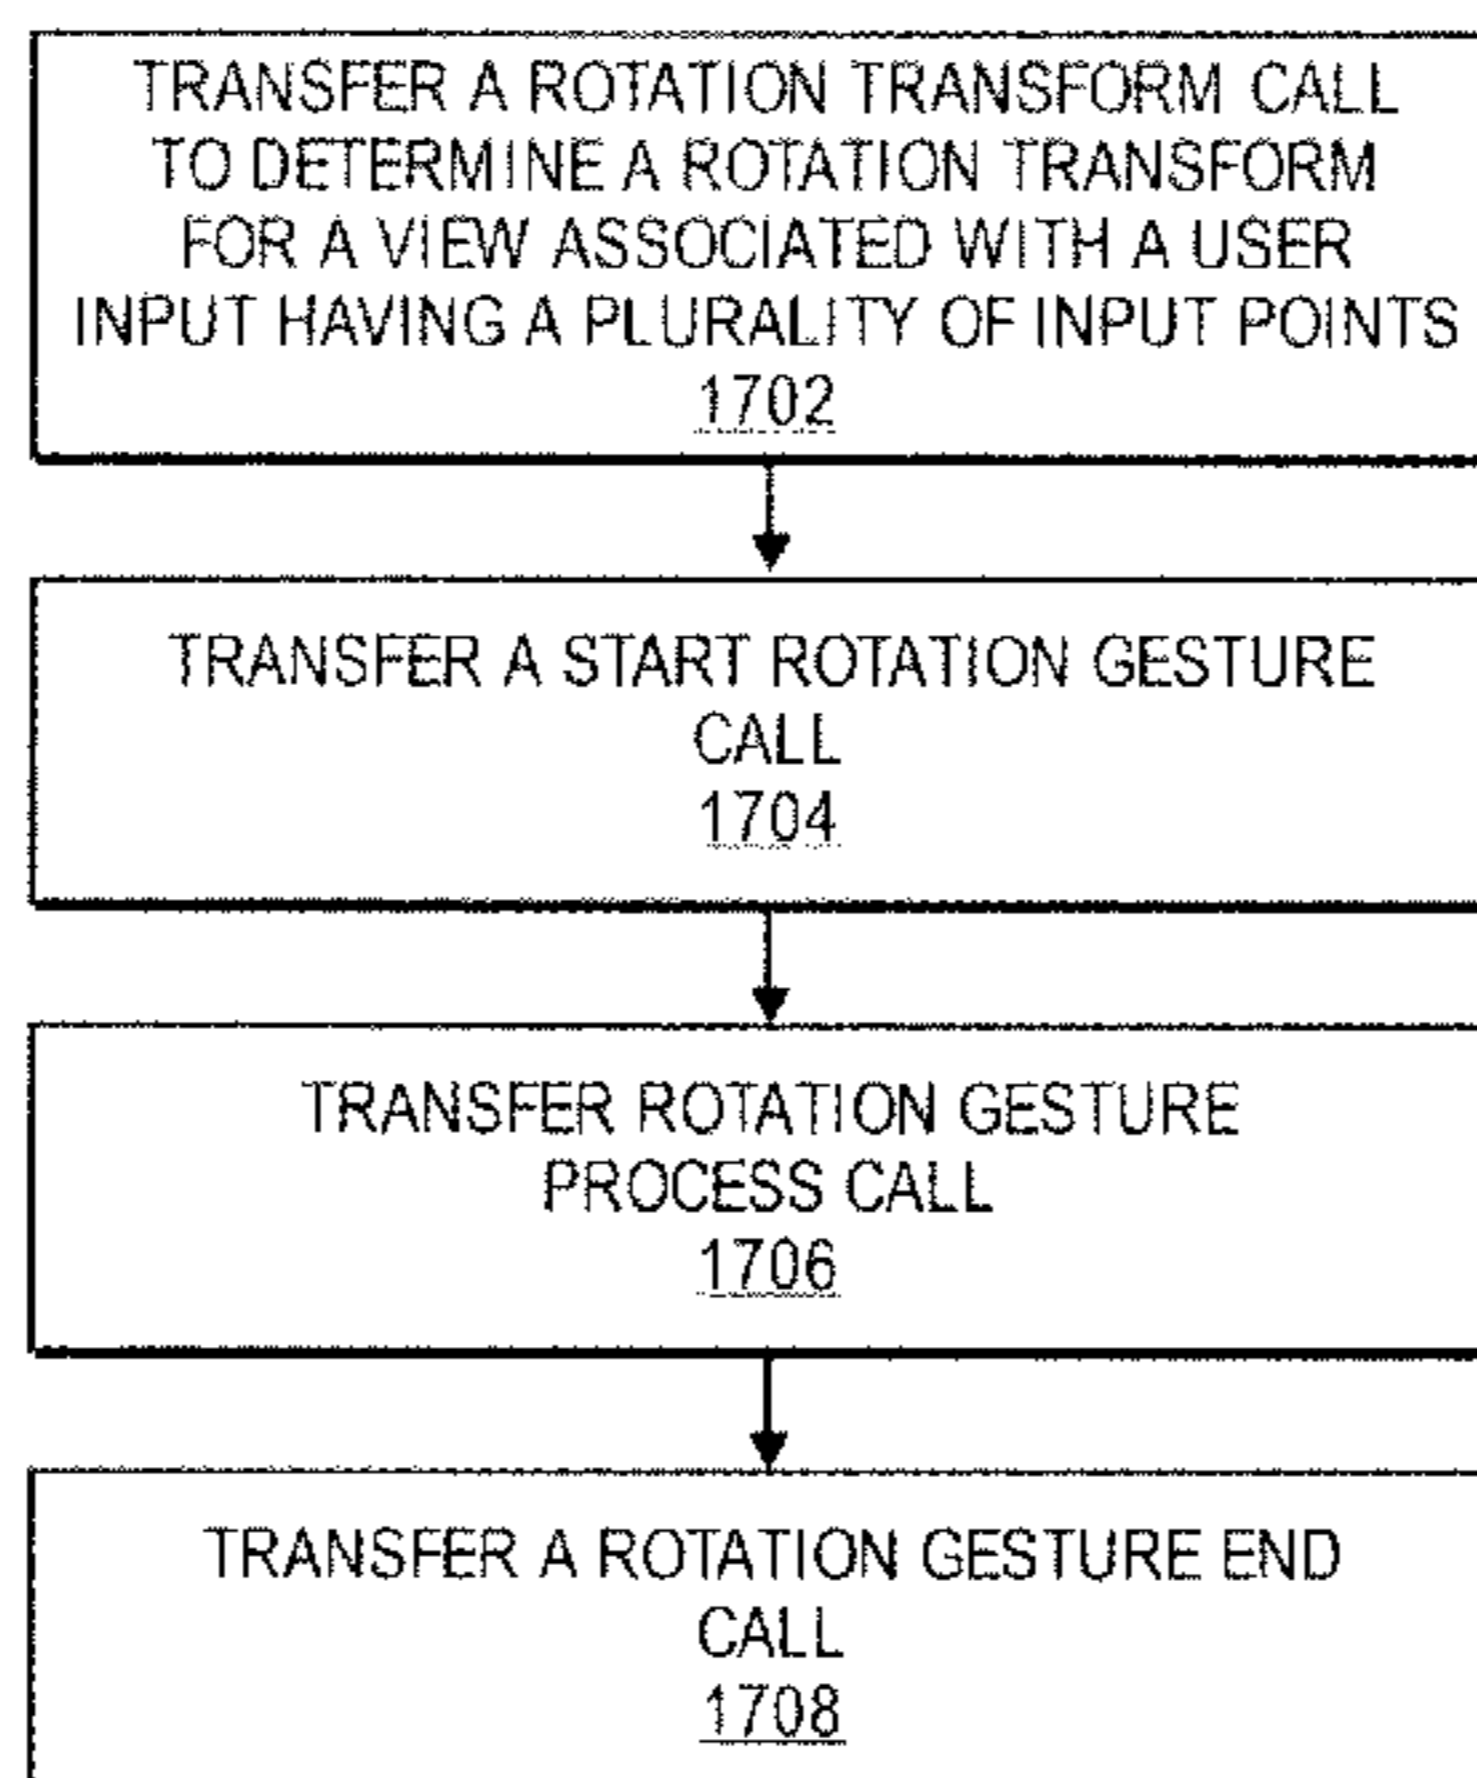 TRANSFER A ROTATION TRANSFORM CALL
TO DETERMINE A ROTATION TRANSFORM
FOR A VIEW ASSOCIATED WITH A USER
INPUT HAVING A PLURALITY OF INPUT POINTS
1702
TRANSFER A START ROTATION GESTURE
CALL
1704
TRANSFER ROTATION GESTURE
PROCESS CALL
1706
TRANSFER A ROTATION GESTURE END
CALL
1708